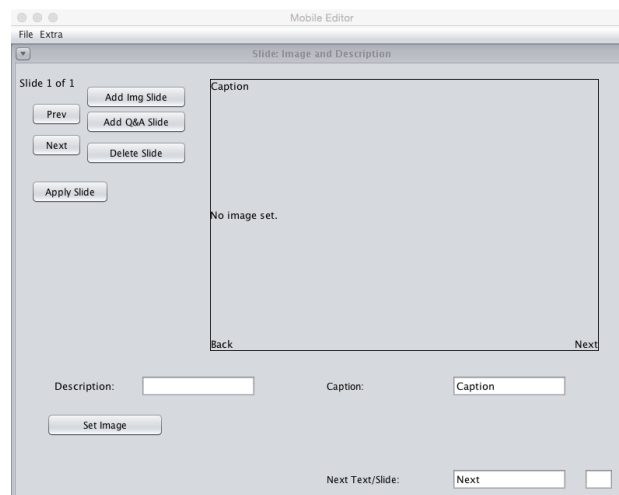 Mobile Editor
File Extra
Slide: Image and Description
Slide 1 of 1
Add Img Slide
Prev
Add Q&A Slide
Next
Delete Slide
Apply Slide
Caption
No image set.
Back Next
Description: Caption: Caption
Set Image
Next Text/Slide: Next